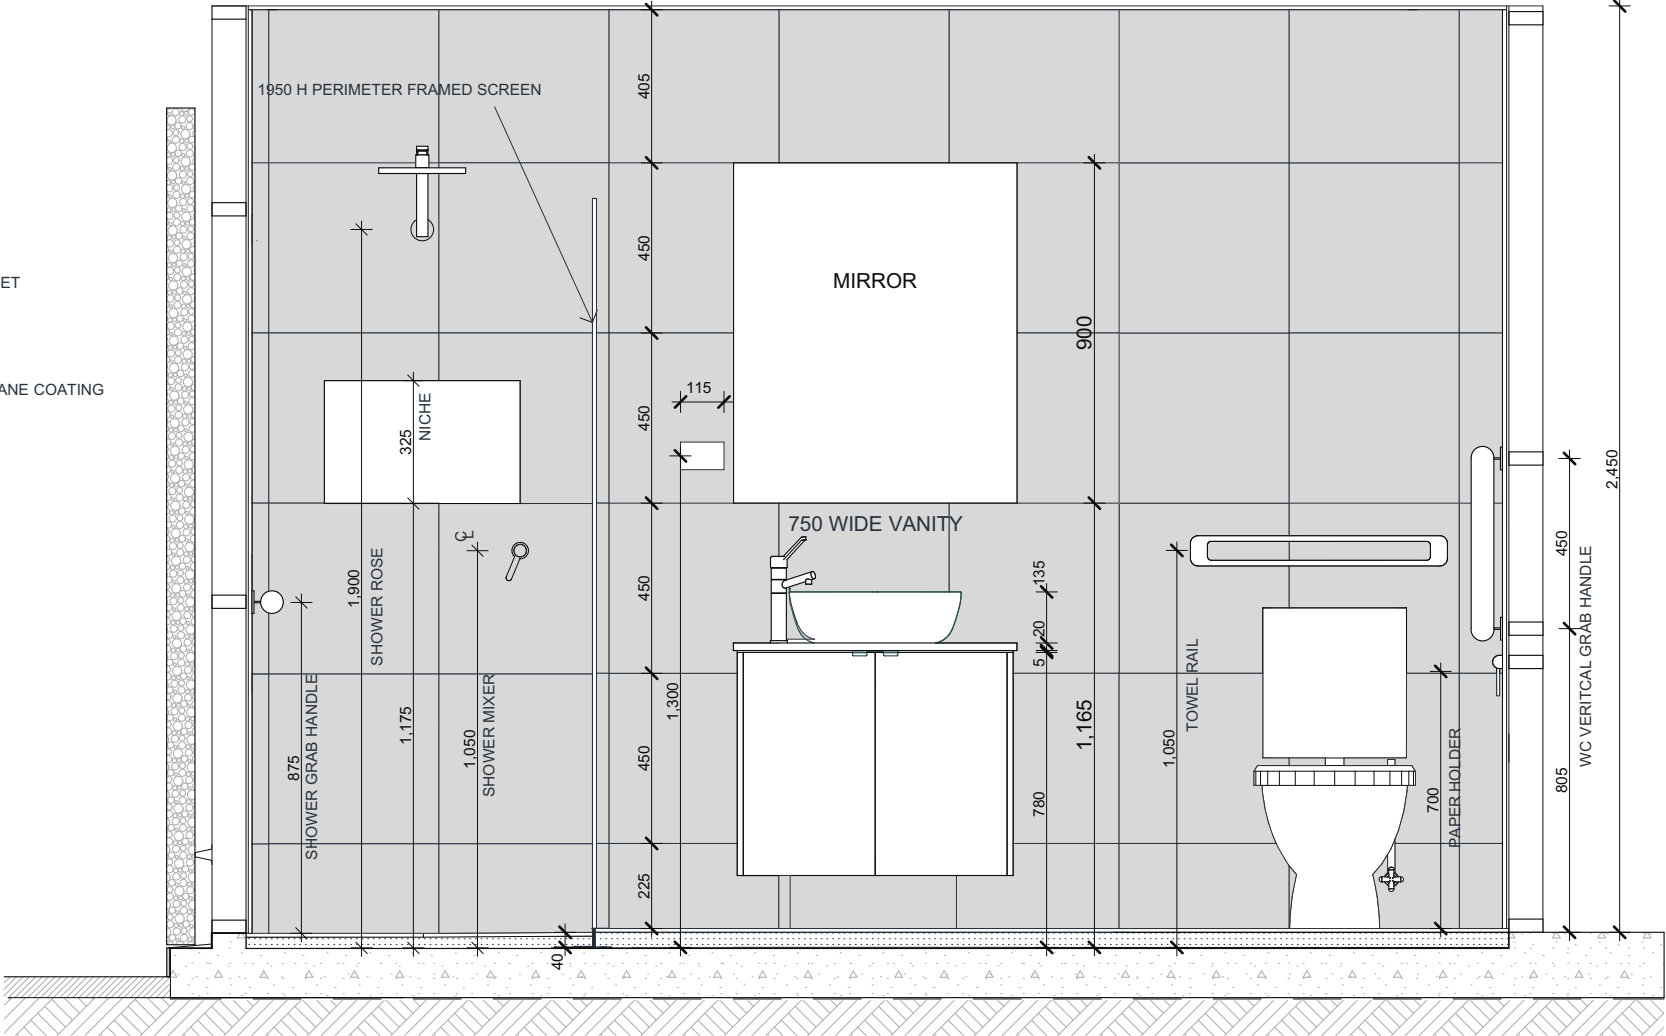 1950 H PERIMETER FRAMED SCREEN
405
450
MIRROR
ET
900
115
ANE COATING
NICHE
325
450
2,450
450
750 WIDE VANITY
C
L
135
450
1,900
SHOWER ROSE
20
5
WC VERITCAL GRAB HANDLE
1,300
TOWEL RAIL
1,165
1,175
1,050
SHOWER MIXER
875
SHOWER GRAB HANDLE
450
1,050
780
700
PAPER HOLDER
805
225
40